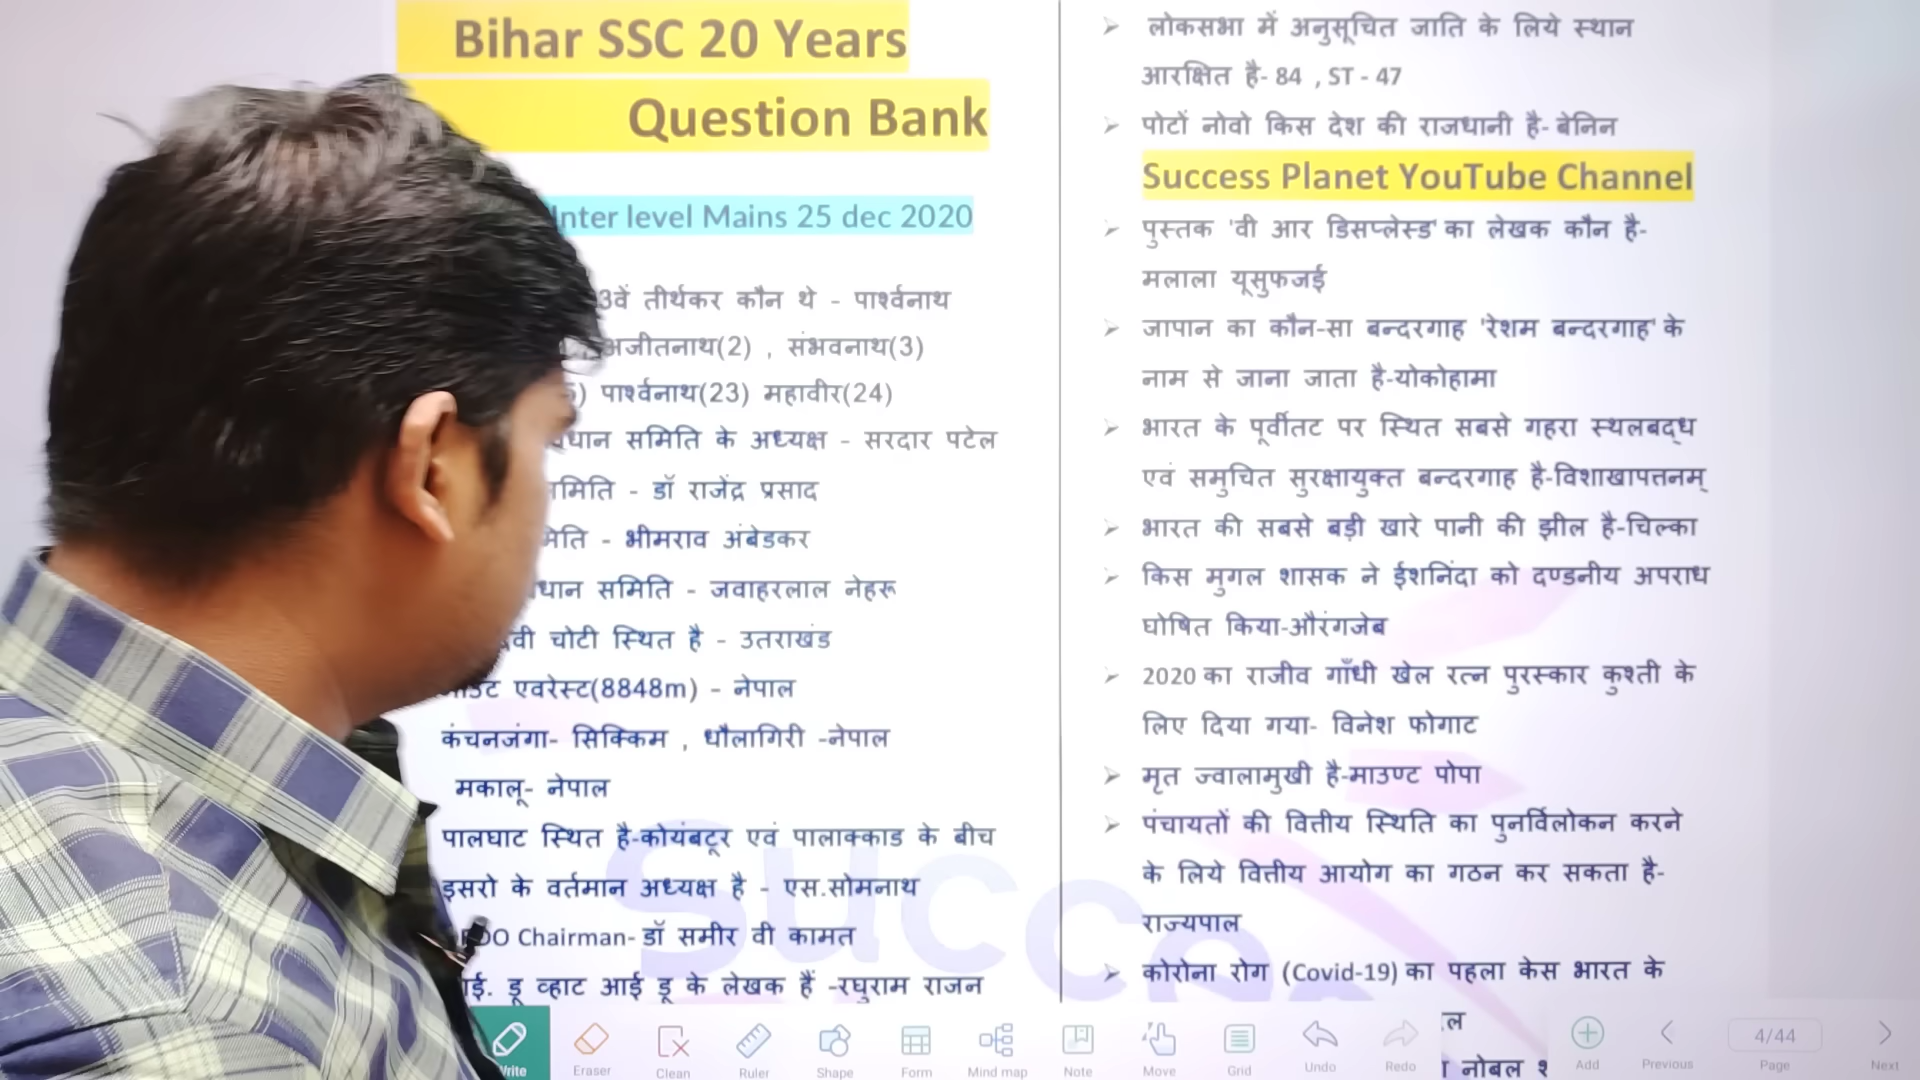 Bihar SSC 20 Years
Question Bank
Inter level Mains 25 dec 2020
3वें तीर्थकर कौन थे - पार्श्वनाथ
अजीतनाथ(2) , संभवनाथ(3)
पार्श्वनाथ(23) महावीर(24)
समिति के अध्यक्ष - सरदार पटेल
- डॉ राजेंद्र प्रसाद
- भीमराव अंबेडकर
समिति - जवाहरलाल नेहरू
चोटी स्थित है - उतराखंड
एवरेस्ट(8848m) - नेपाल
कंचनजंगा- सिक्किम , धौलागिरी -नेपाल
मकालू- नेपाल
पालघाट स्थित है-कोयंबटूर एवं पालाक्काड के बीच
इसरो के वर्तमान अध्यक्ष है - एस.सोमनाथ
Chairman- डॉ समीर वी कामत
डू व्हाट आई डू के लेखक हैं -रघुराम राजन
➢ लोकसभा में अनुसूचित जाति के लिये स्थान
आरक्षित है- 84 , ST - 47
➢ पोर्टो नोवो किस देश की राजधानी है- बेनिन
Success Planet YouTube Channel
➢ पुस्तक 'वी आर डिसप्लेस्ड' का लेखक कौन है-
मलाला यूसुफजई
➢ जापान का कौन-सा बन्दरगाह 'रेशम बन्दरगाह' के
नाम से जाना जाता है-योकोहामा
➢ भारत के पूर्वीतट पर स्थित सबसे गहरा स्थलबद्ध
एवं समुचित सुरक्षायुक्त बन्दरगाह है-विशाखापत्तनम्
➢ भारत की सबसे बड़ी खारे पानी की झील है-चिल्का
➢ किस मुगल शासक ने ईशनिंदा को दण्डनीय अपराध
घोषित किया-औरंगजेब
➢ 2020 का राजीव गाँधी खेल रत्न पुरस्कार कुश्ती के
लिए दिया गया- विनेश फोगाट
➢ मृत ज्वालामुखी है-माउण्ट पोपा
➢ पंचायतों की वित्तीय स्थिति का पुनर्विलोकन करने
के लिये वित्तीय आयोग का गठन कर सकता है-
राज्यपाल
➢ कोरोना रोग (Covid-19) का पहला केस भारत के
नोबल
Write Eraser Clean Ruler Shape Form Mind map Note Move Grid Undo Redo Add Previous 4/44 Page Next